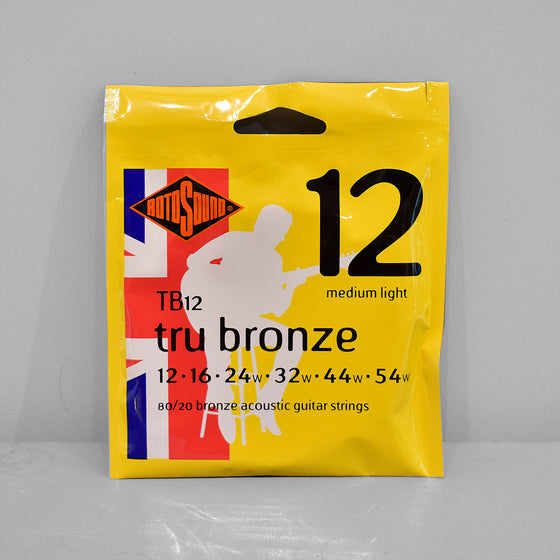 ROTOSOUND®
12
medium light
TB12
tru bronze
12·16·24w·32w·44w·54w
80/20 bronze acoustic guitar strings